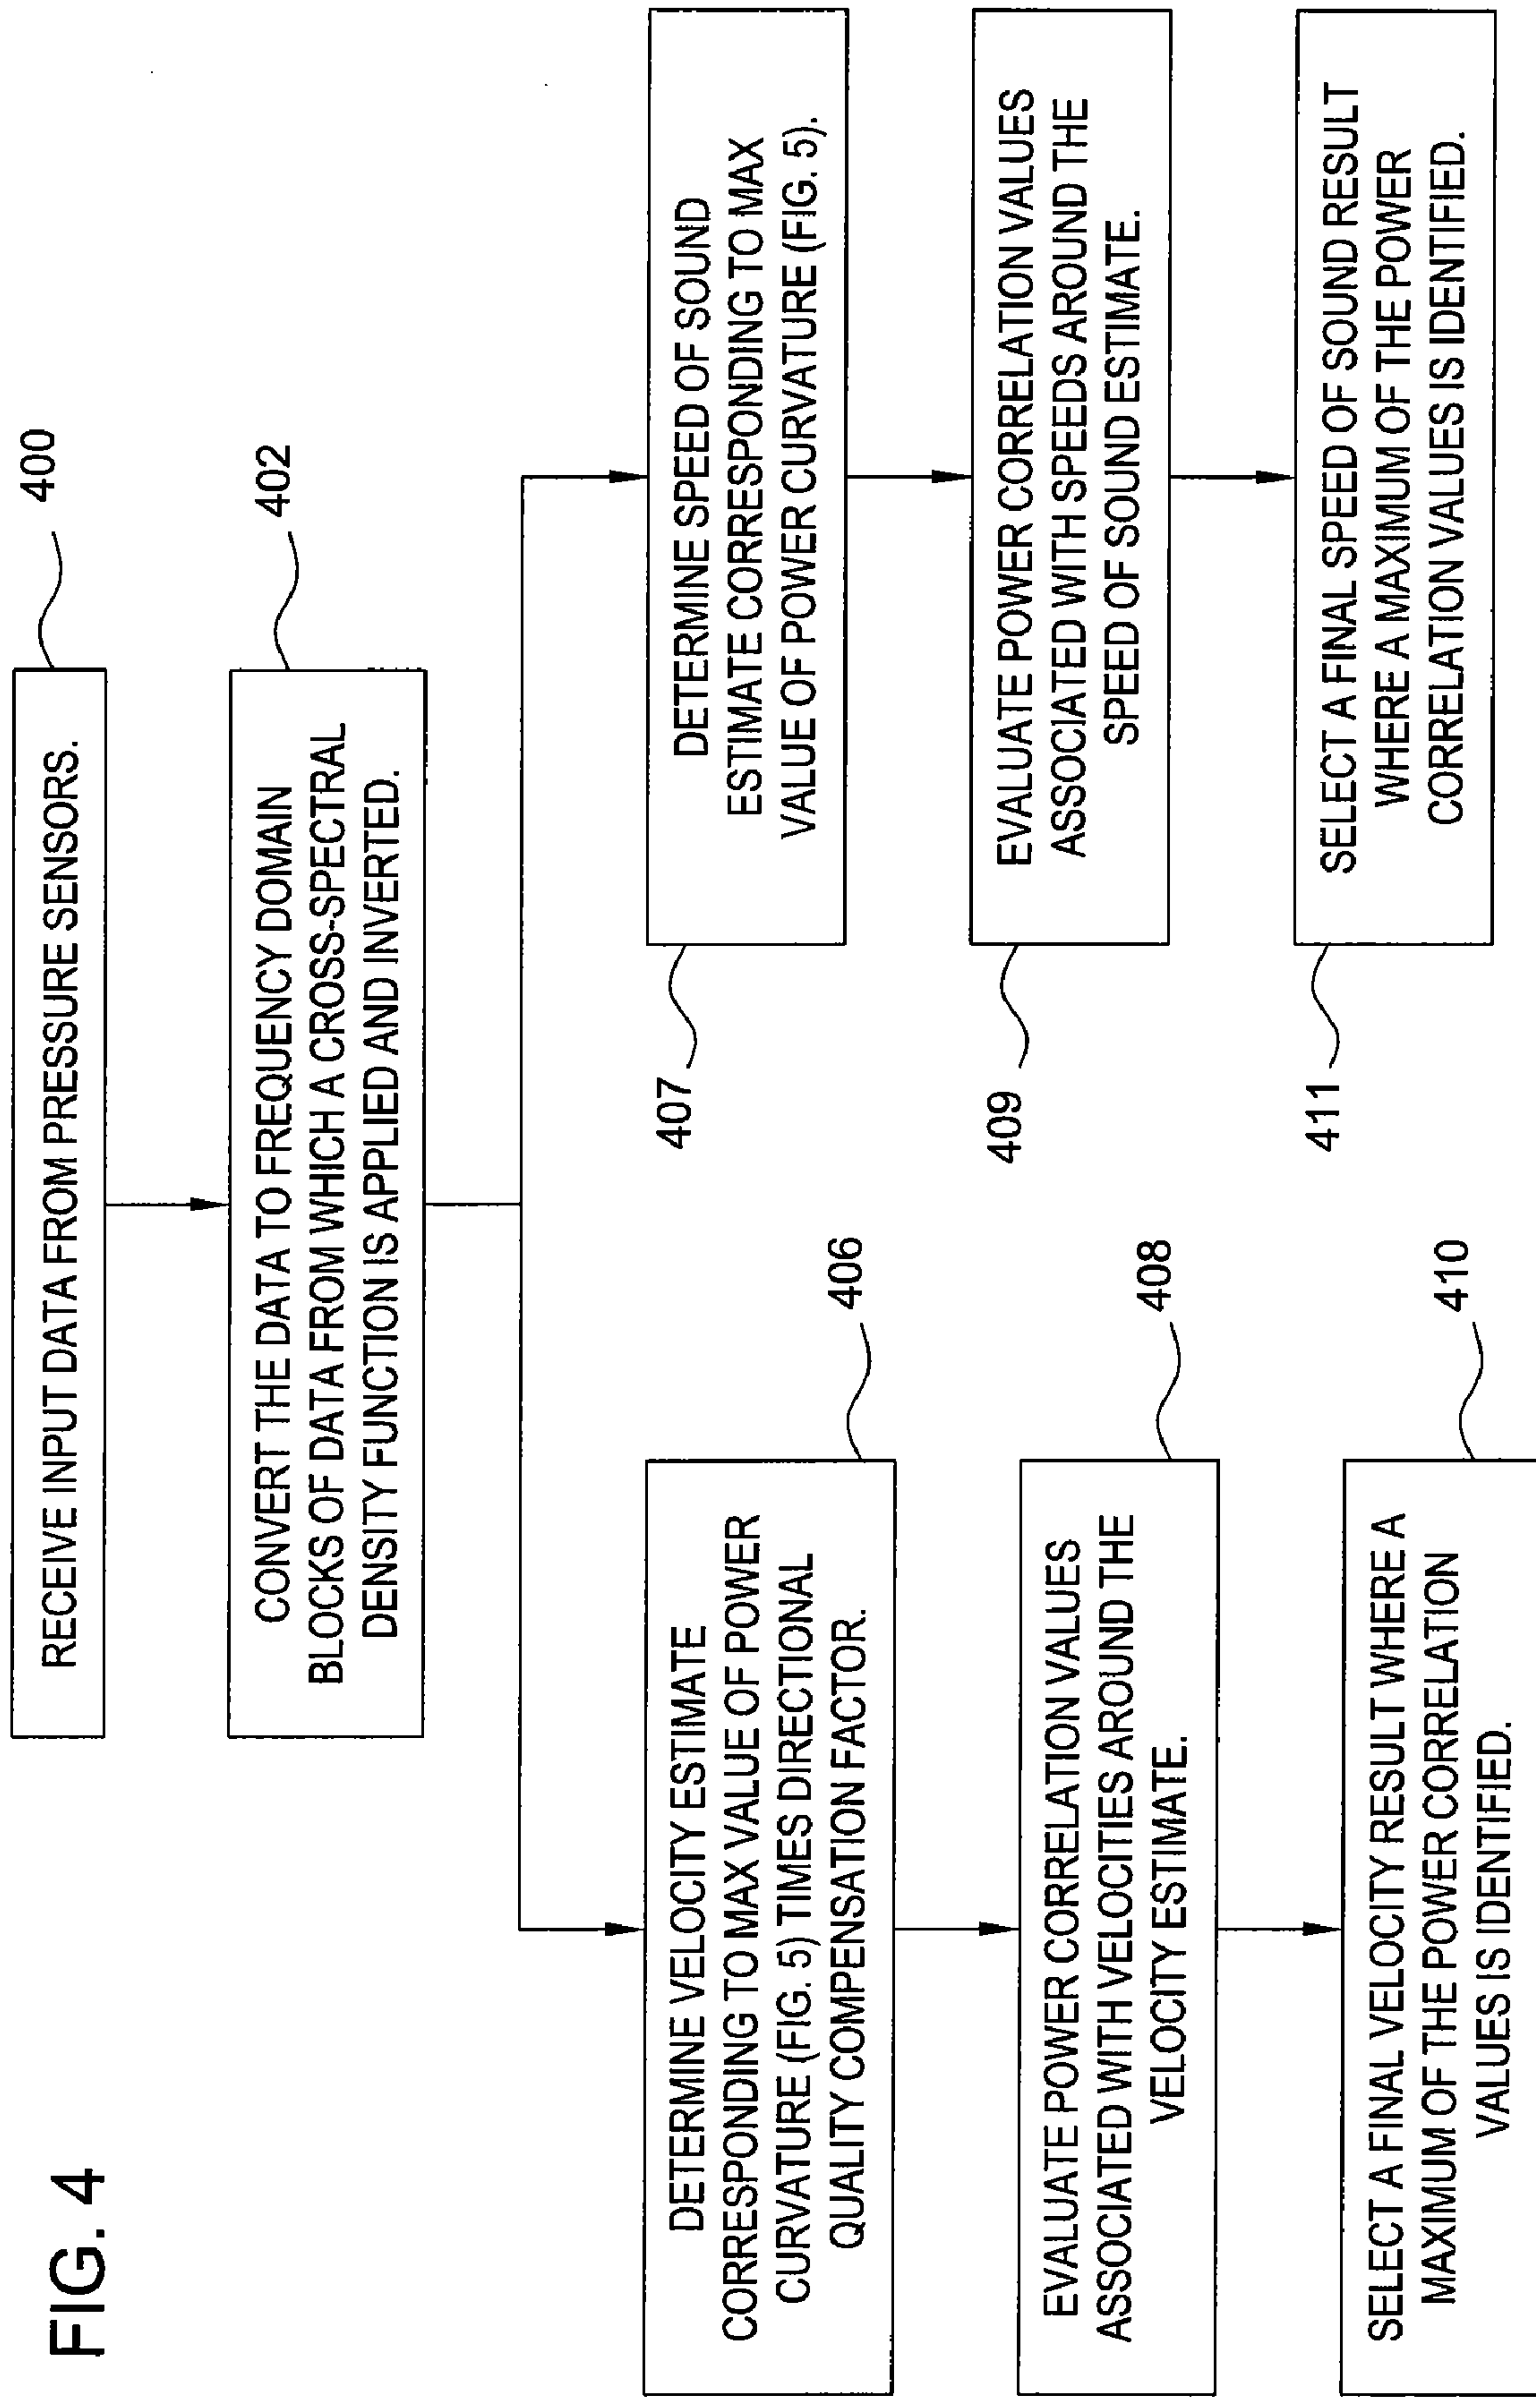 FIG. 4
RECEIVE INPUT DATA FROM PRESSURE SENSORS.
400
CONVERT THE DATA TO FREQUENCY DOMAIN
BLOCKS OF DATA FROM WHICH A CROSS-SPECTRAL
DENSITY FUNCTION IS APPLIED AND INVERTED.
402
DETERMINE VELOCITY ESTIMATE
CORRESPONDING TO MAX VALUE OF POWER
CURVATURE (FIG. 5) TIMES DIRECTIONAL
QUALITY COMPENSATION FACTOR.
406
EVALUATE POWER CORRELATION VALUES
ASSOCIATED WITH VELOCITIES AROUND THE
VELOCITY ESTIMATE.
408
SELECT A FINAL VELOCITY RESULT WHERE A
MAXIMUM OF THE POWER CORRELATION
VALUES IS IDENTIFIED.
410
407
DETERMINE SPEED OF SOUND
ESTIMATE CORRESPONDING TO MAX
VALUE OF POWER CURVATURE (FIG. 5).
409
EVALUATE POWER CORRELATION VALUES
ASSOCIATED WITH SPEEDS AROUND THE
SPEED OF SOUND ESTIMATE.
411
SELECT A FINAL SPEED OF SOUND RESULT
WHERE A MAXIMUM OF THE POWER
CORRELATION VALUES IS IDENTIFIED.